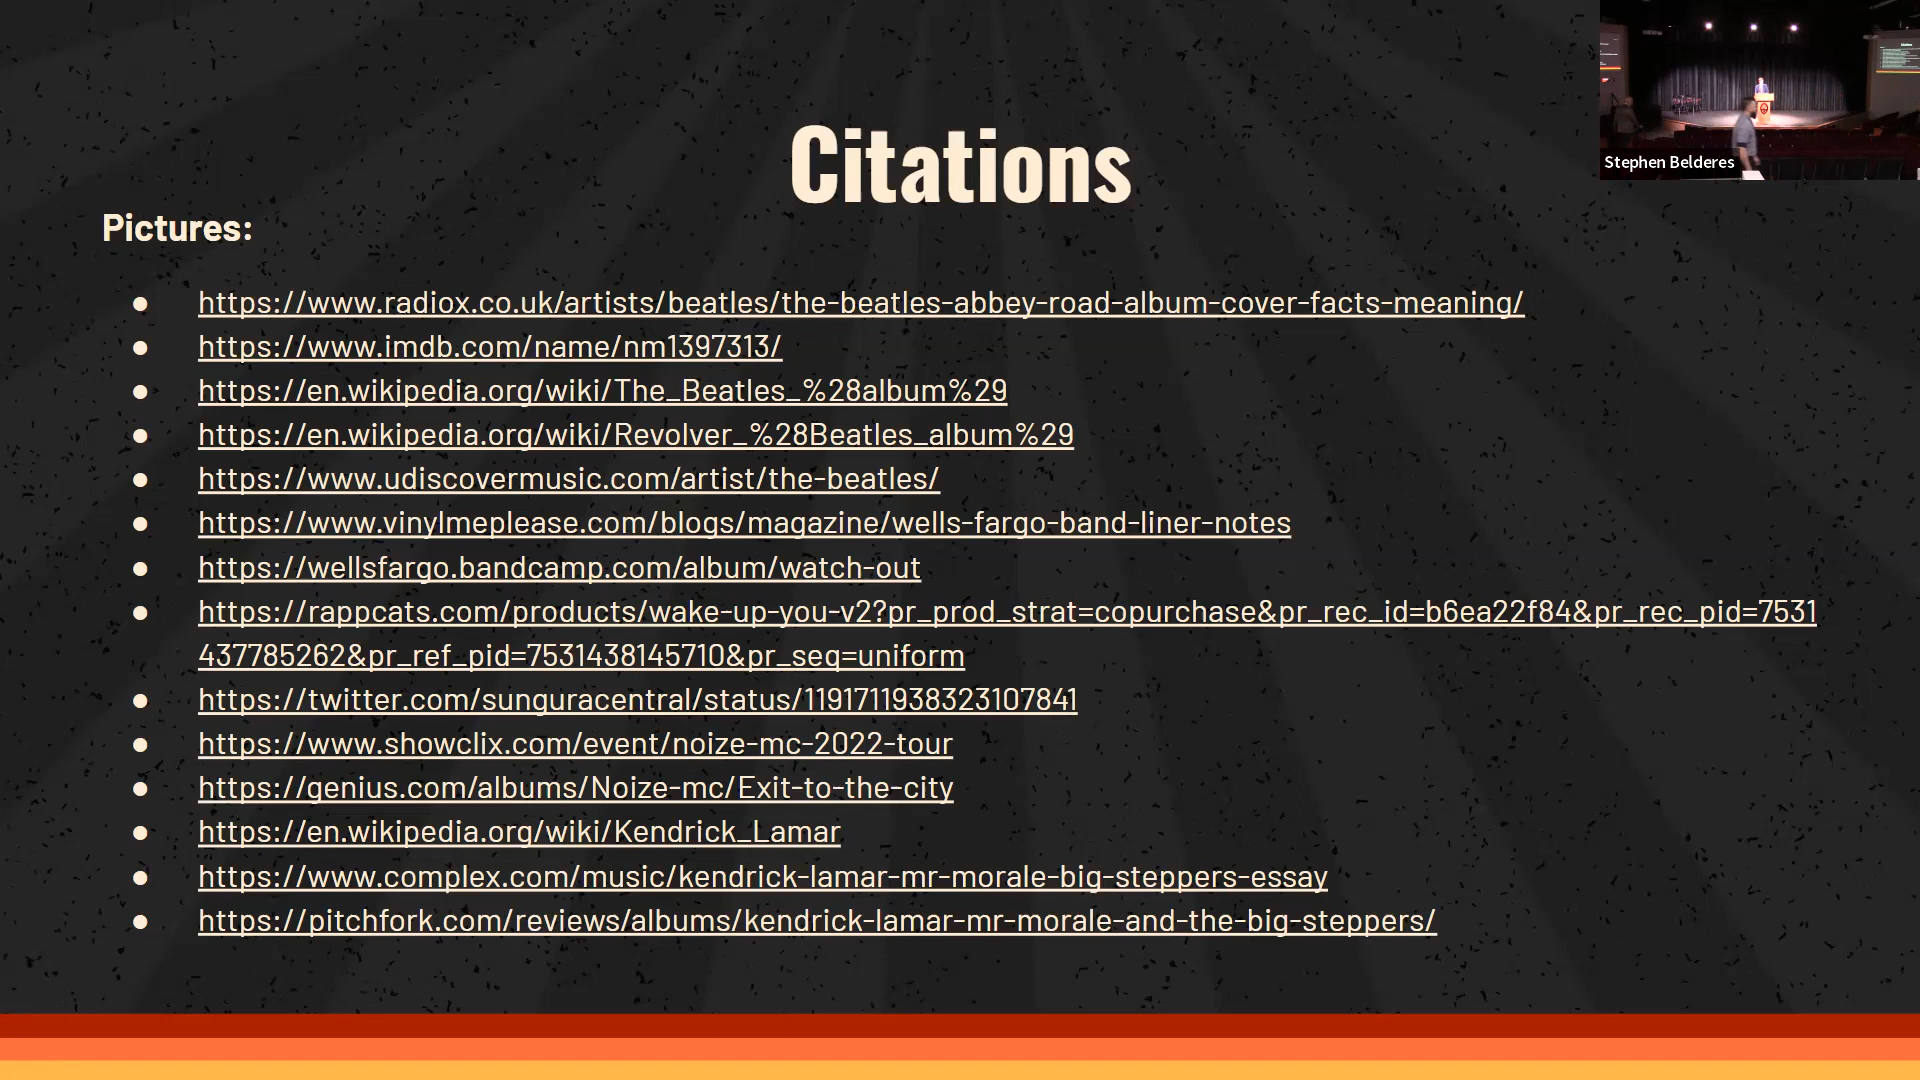 Citations
Stephen Belderes
Pictures:
● https://www.radiox.co.uk/artists/beatles/the-beatles-abbey-road-album-cover-facts-meaning/
● https://www.imdb.com/name/nm1397313/
● https://en.wikipedia.org/wiki/The_Beatles_%28album%29
● https://en.wikipedia.org/wiki/Revolver_%28Beatles_album%29
● https://www.udiscovermusic.com/artist/the-beatles/
● https://www.vinylmeplease.com/blogs/magazine/wells-fargo-band-liner-notes
● https://wellsfargo.bandcamp.com/album/watch-out
● https://rappcats.com/products/wake-up-you-v2?pr_prod_strat=copurchase&pr_rec_id=b6ea22f84&pr_rec_pid=7531
437785262&pr_ref_pid=7531438145710&pr_seq=uniform
● https://twitter.com/sunguracentral/status/1191711938323107841
● https://www.showclix.com/event/noize-mc-2022-tour
● https://genius.com/albums/Noize-mc/Exit-to-the-city
● https://en.wikipedia.org/wiki/Kendrick_Lamar
● https://www.complex.com/music/kendrick-lamar-mr-morale-big-steppers-essay
● https://pitchfork.com/reviews/albums/kendrick-lamar-mr-morale-and-the-big-steppers/